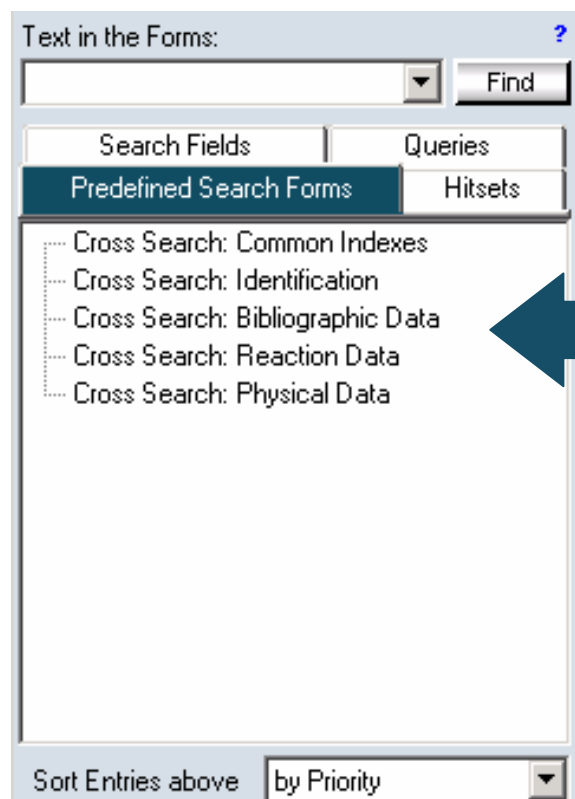 Text in the Forms: ?
Find
Search Fields Queries
Predefined Search Forms Hitsets
Cross Search: Common Indexes
Cross Search: Identification
Cross Search: Bibliographic Data
Cross Search: Reaction Data
Cross Search: Physical Data
Sort Entries above by Priority